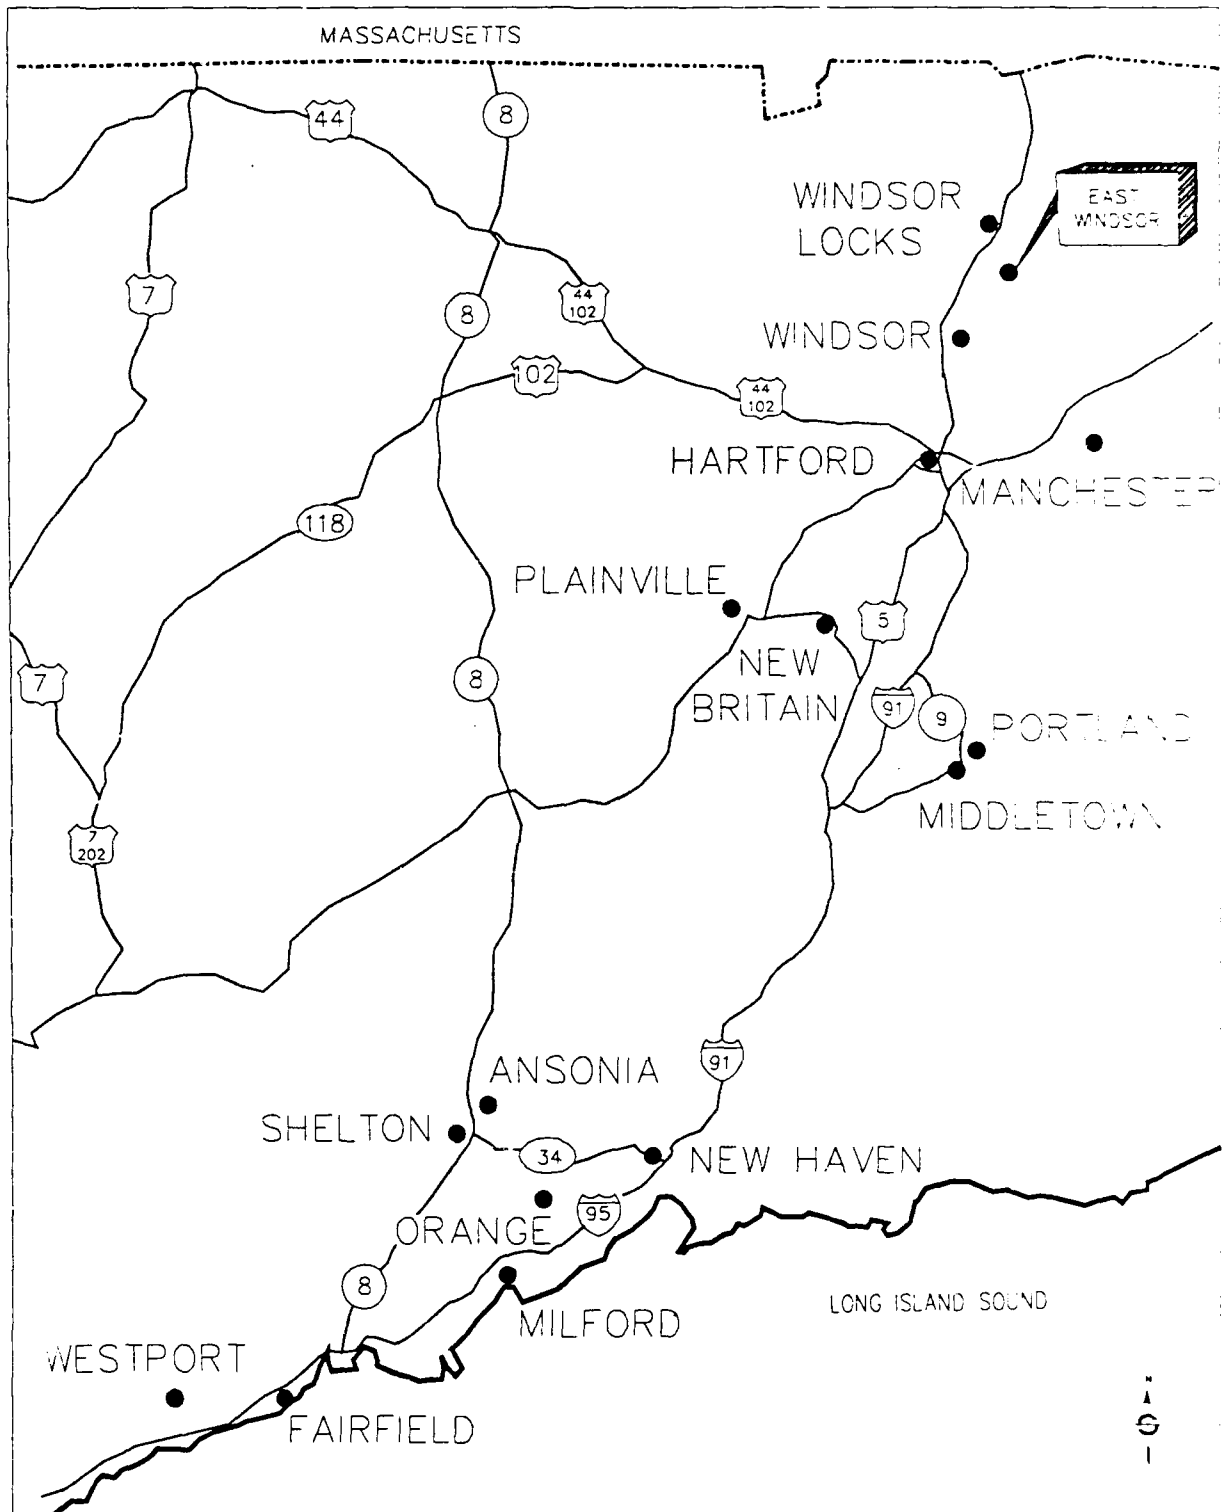 MASSACHUSETTS
44
8
WINDSOR
LOCKS
EAST
WINDSOR
7
8
44
102
WINDSOR
102
44
102
HARTFORD
MANCHESTER
118
PLAINVILLE
5
NEW
BRITAIN
7
8
91
9
PORTLAND
MIDDLETOWN
7
202
91
ANSONIA
SHELTON
34
NEW HAVEN
ORANGE
95
8
MILFORD
LONG ISLAND SOUND
WESTPORT
FAIRFIELD
N